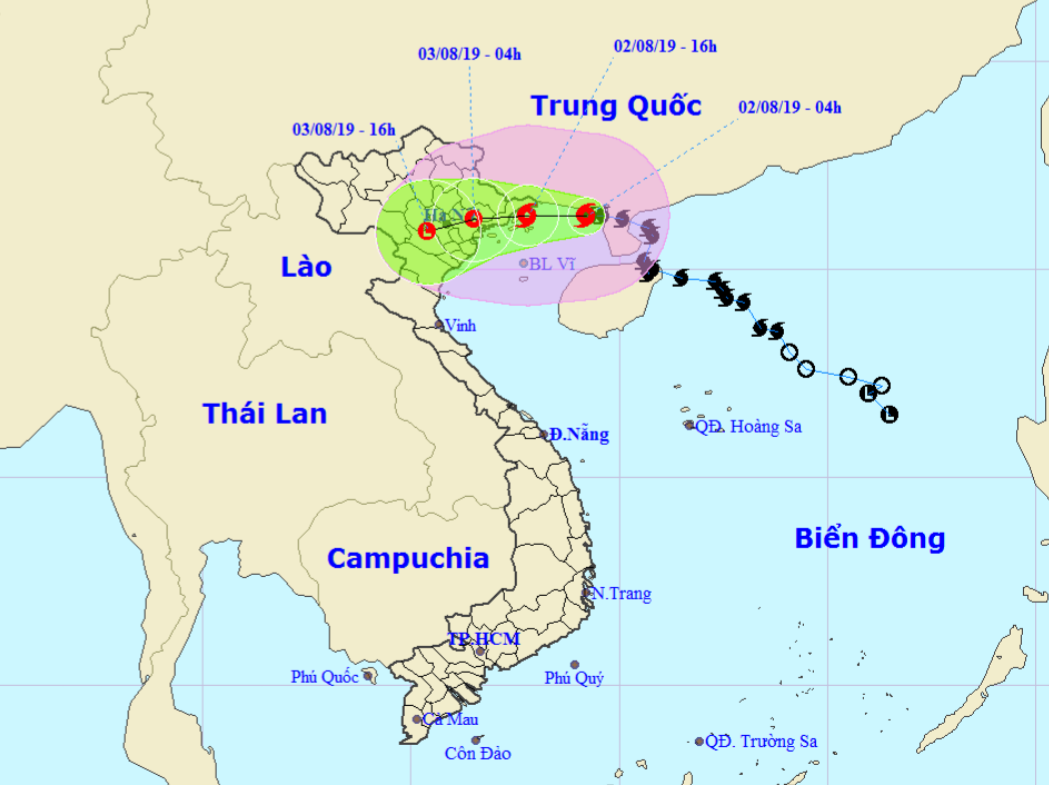 02/08/19 - 16h
03/08/19 - 04h
Trung Quốc
02/08/19 - 04h
03/08/19 - 16h
BL Vĩ
Lào
Vinh
Thái Lan
QĐ. Hoàng Sa
Đ.Nẵng
Biển Đông
Campuchia
N.Trang
TP.HCM
Phú Quốc
Phú Quý
Cà Mau
QĐ. Trường Sa
Côn Đảo
L
L
L